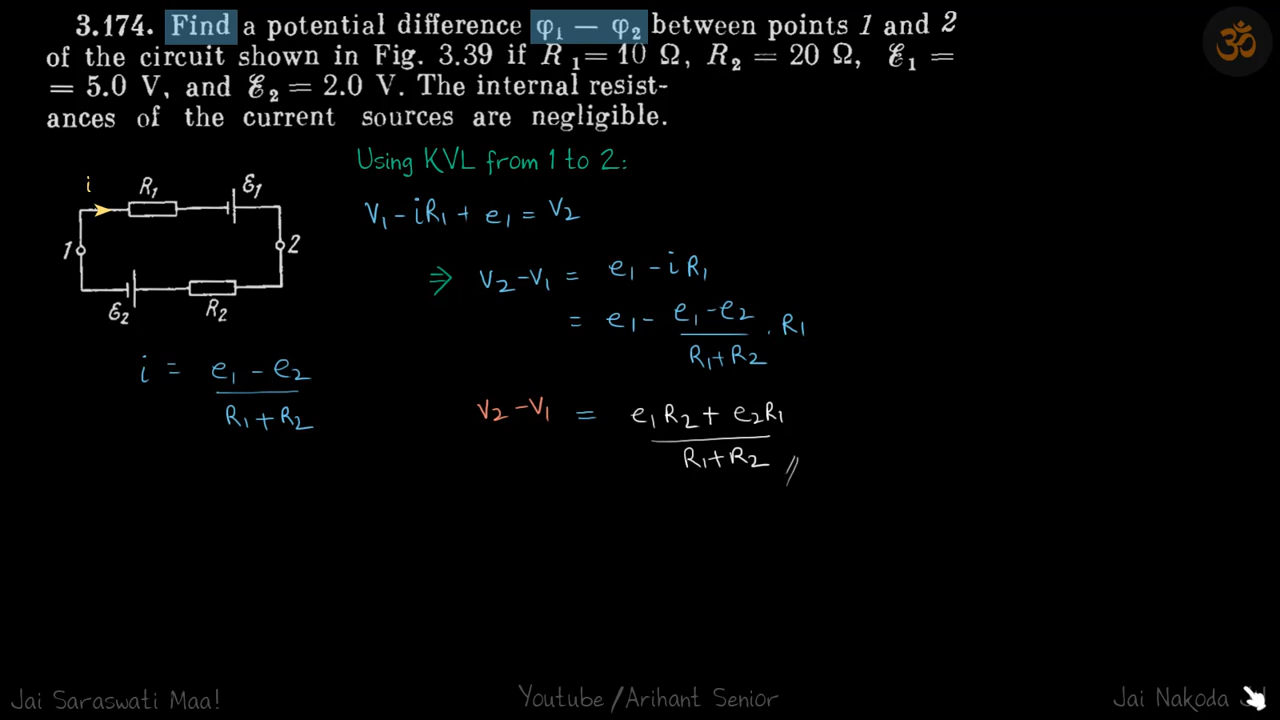 3.174. Find a potential difference φ₁ — φ₂ between points 1 and 2
of the circuit shown in Fig. 3.39 if R₁ = 10 Ω, R₂ = 20 Ω, ℰ₁ =
= 5.0 V, and ℰ₂ = 2.0 V. The internal resist-
ances of the current sources are negligible.
Using KVL from 1 to 2:
i
R₁
ℰ₁
1
2
ℰ₂
R₂
V₁ - iR₁ + e₁ = V₂
⇒ V₂ - V₁ = e₁ - iR₁
= e₁ - (e₁ - e₂)/(R₁ + R₂) . R₁
i = (e₁ - e₂)/(R₁ + R₂)
V₂ - V₁ = (e₁R₂ + e₂R₁)/(R₁ + R₂) //
ॐ
Jai Saraswati Maa!
Youtube/Arihant Senior
Jai Nakoda